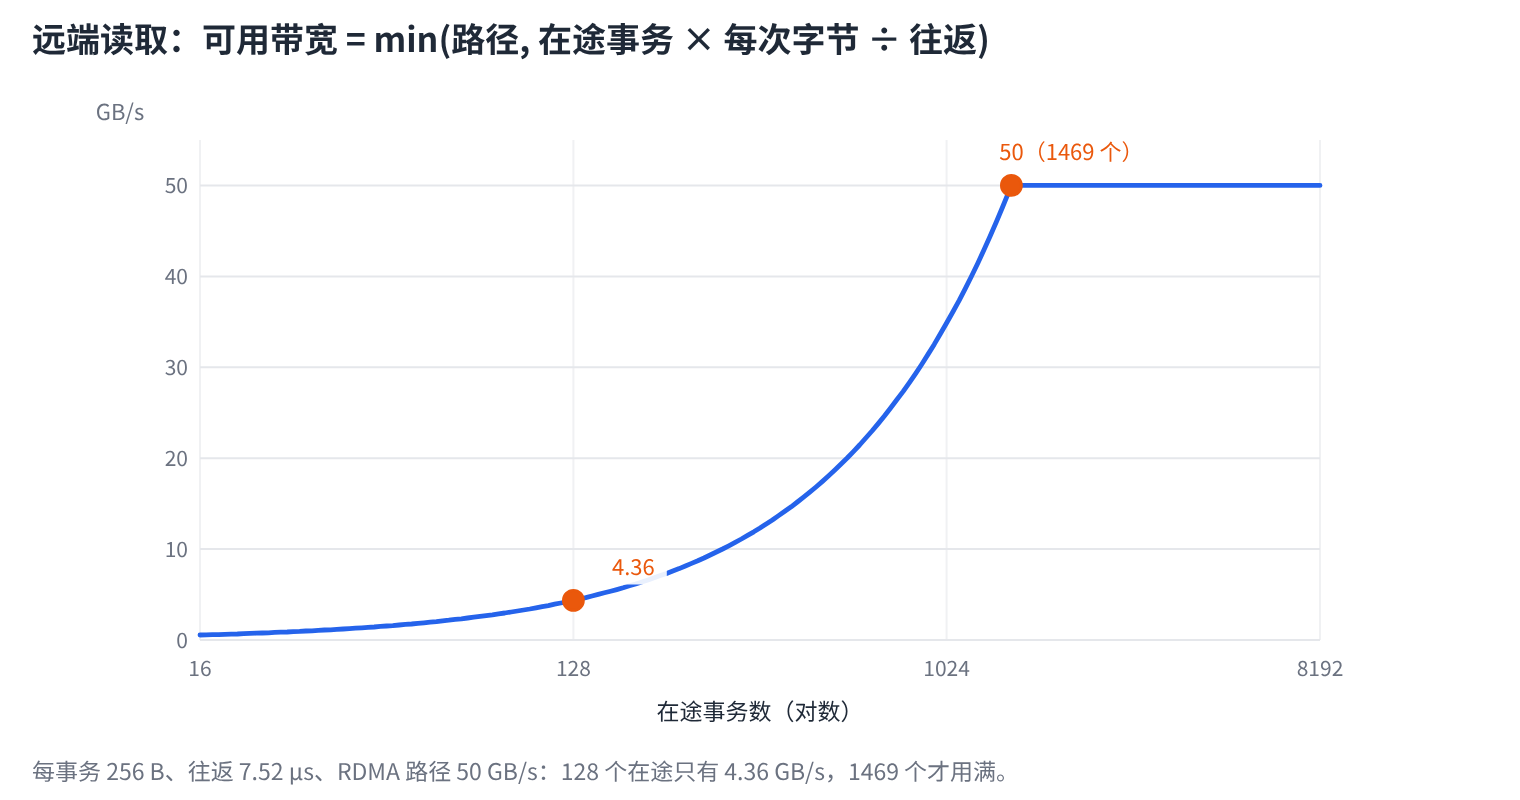 远端读取：可用带宽 = min(路径, 在途事务 × 每次字节 ÷ 往返)
GB/s
50（1469 个）
50
40
30
20
10
4.36
0
16
128
1024
8192
在途事务数（对数）
每事务 256 B、往返 7.52 µs、RDMA 路径 50 GB/s：128 个在途只有 4.36 GB/s，1469 个才用满。